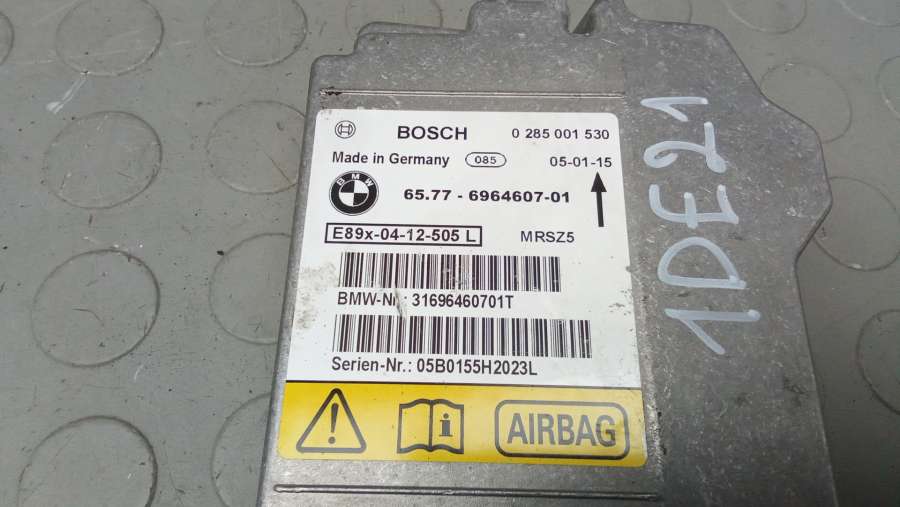 BOSCH 0 285 001 530
Made in Germany 085 05-01-15
BMW 65.77 - 6964607-01
E89x-04-12-505 L MRSZ5
BMW-Nr.: 31696460701T
Serien-Nr.: 05B0155H2023L
AIRBAG
1DE21